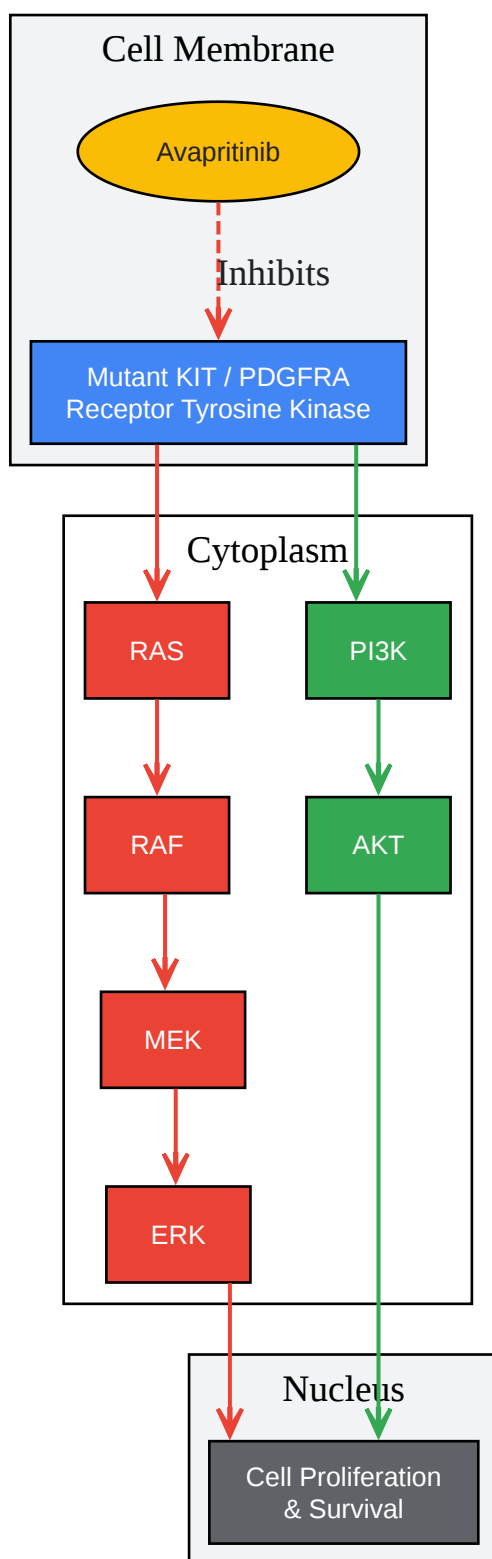 Cell Membrane
Avapritinib
Inhibits
Mutant KIT / PDGFRA
Receptor Tyrosine Kinase
Cytoplasm
RAS
PI3K
RAF
AKT
MEK
ERK
Nucleus
Cell Proliferation
& Survival